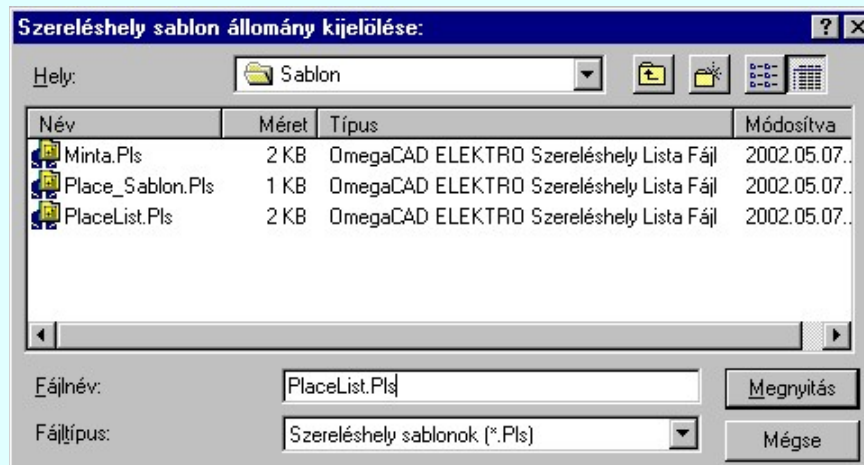 Szereléshely sablon állomány kijelölése:
Hely: Sablon
Név Méret Típus Módosítva
Minta.Pls 2 KB OmegaCAD ELEKTRO Szereléshely Lista Fájl 2002.05.07..
Place_Sablon.Pls 1 KB OmegaCAD ELEKTRO Szereléshely Lista Fájl 2002.05.07..
PlaceList.Pls 2 KB OmegaCAD ELEKTRO Szereléshely Lista Fájl 2002.05.07..
Fájlnév: PlaceList.Pls Megnyitás
Fájltípus: Szereléshely sablonok (*.Pls) Mégse